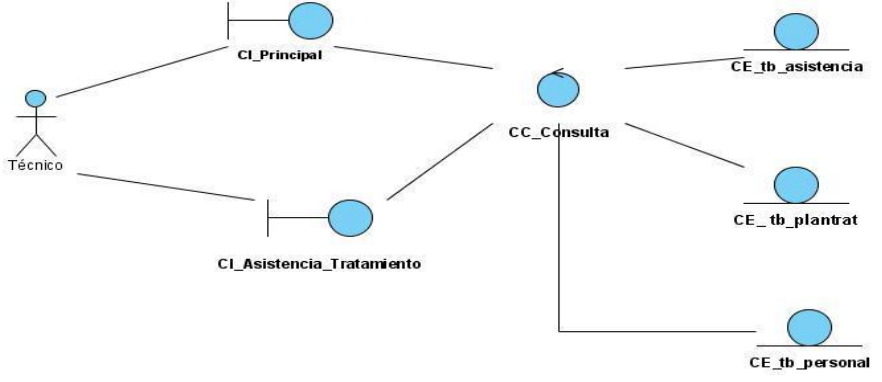 CI_Principal
CE_tb_asistencia
CC_Consulta
Técnico
CE_ tb_plantrat
CI_Asistencia_Tratamiento
CE_tb_personal